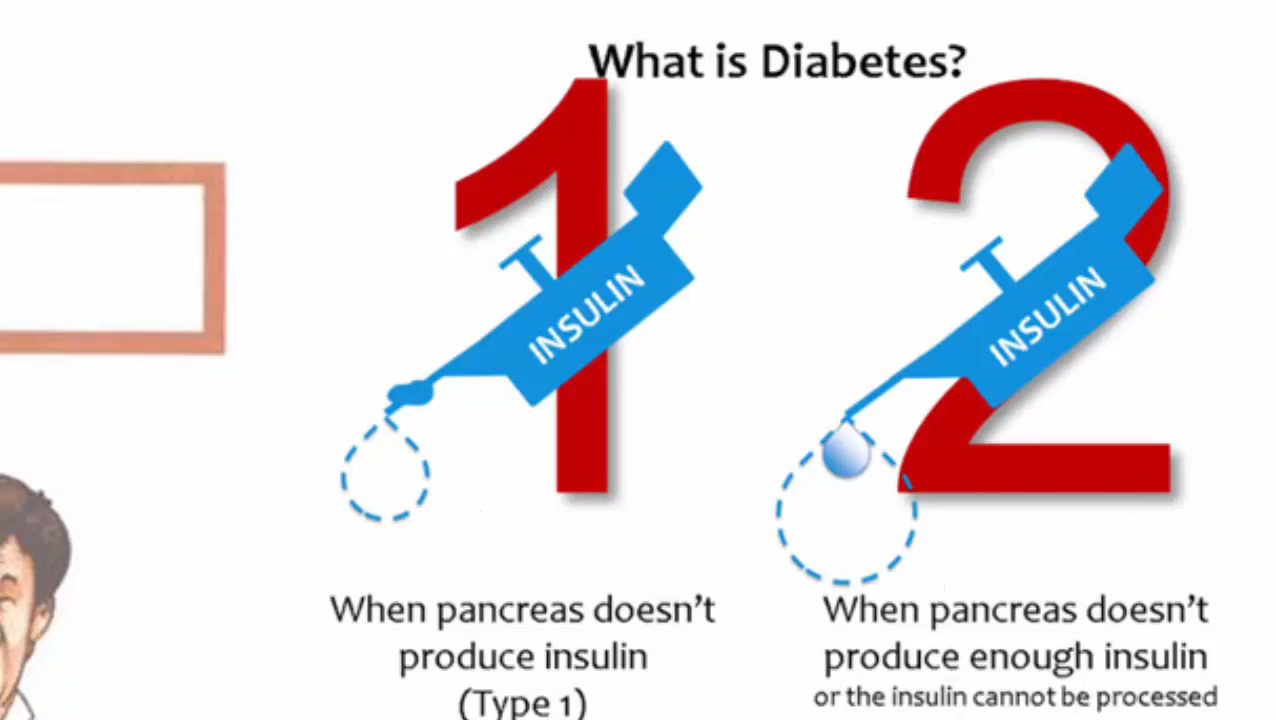 What is Diabetes?
1
2
INSULIN
INSULIN
When pancreas doesn't
produce insulin
(Type 1)
When pancreas doesn't
produce enough insulin
or the insulin cannot be processed